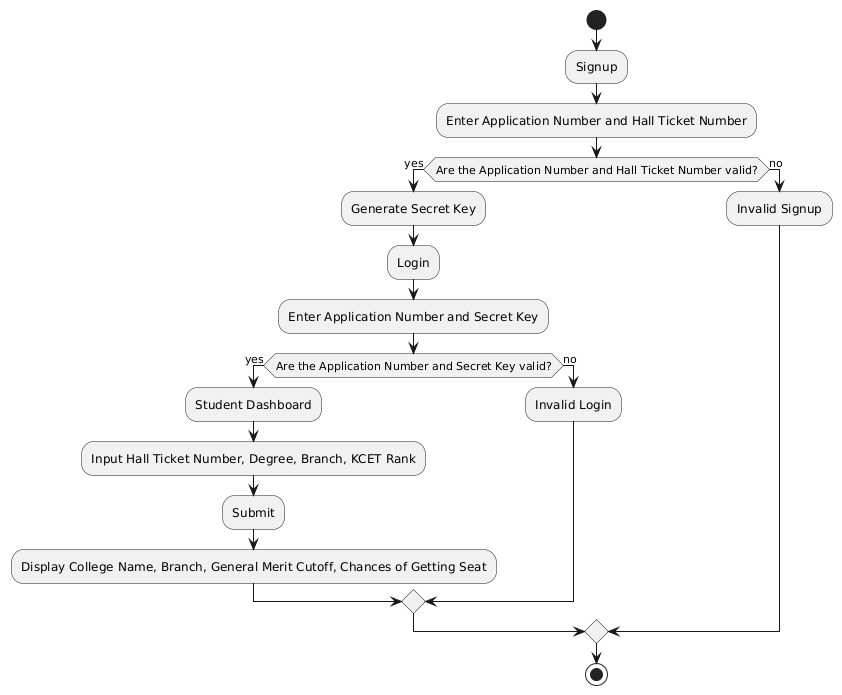 Signup
Enter Application Number and Hall Ticket Number
Are the Application Number and Hall Ticket Number valid?
yes
no
Generate Secret Key
Invalid Signup
Login
Enter Application Number and Secret Key
Are the Application Number and Secret Key valid?
yes
no
Student Dashboard
Invalid Login
Input Hall Ticket Number, Degree, Branch, KCET Rank
Submit
Display College Name, Branch, General Merit Cutoff, Chances of Getting Seat